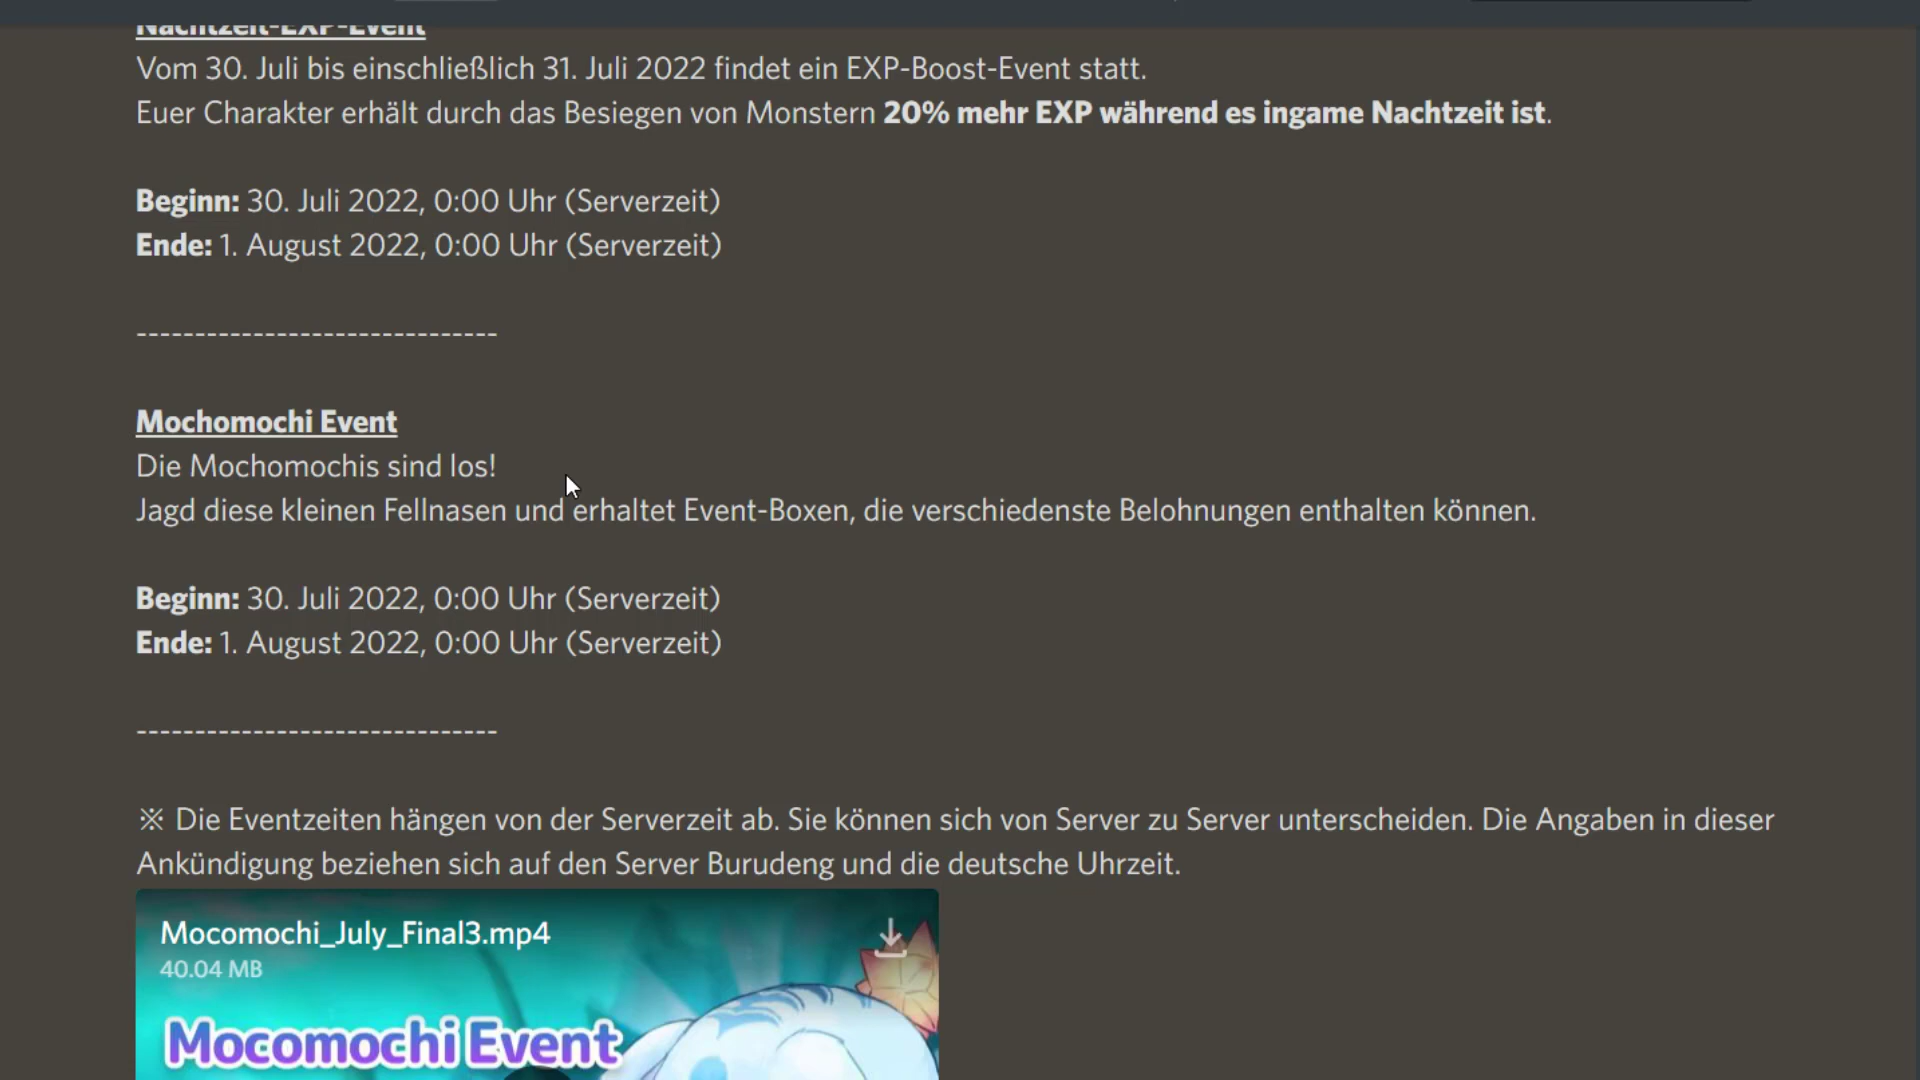 Nachtzeit-EXP-Event
Vom 30. Juli bis einschließlich 31. Juli 2022 findet ein EXP-Boost-Event statt.
Euer Charakter erhält durch das Besiegen von Monstern 20% mehr EXP während es ingame Nachtzeit ist.
Beginn: 30. Juli 2022, 0:00 Uhr (Serverzeit)
Ende: 1. August 2022, 0:00 Uhr (Serverzeit)
-------------------------------
Mochomochi Event
Die Mochomochis sind los!
Jagd diese kleinen Fellnasen und erhaltet Event-Boxen, die verschiedenste Belohnungen enthalten können.
Beginn: 30. Juli 2022, 0:00 Uhr (Serverzeit)
Ende: 1. August 2022, 0:00 Uhr (Serverzeit)
-------------------------------
※ Die Eventzeiten hängen von der Serverzeit ab. Sie können sich von Server zu Server unterscheiden. Die Angaben in dieser
Ankündigung beziehen sich auf den Server Burudeng und die deutsche Uhrzeit.
Mocomochi_July_Final3.mp4
40.04 MB
Mocomochi Event